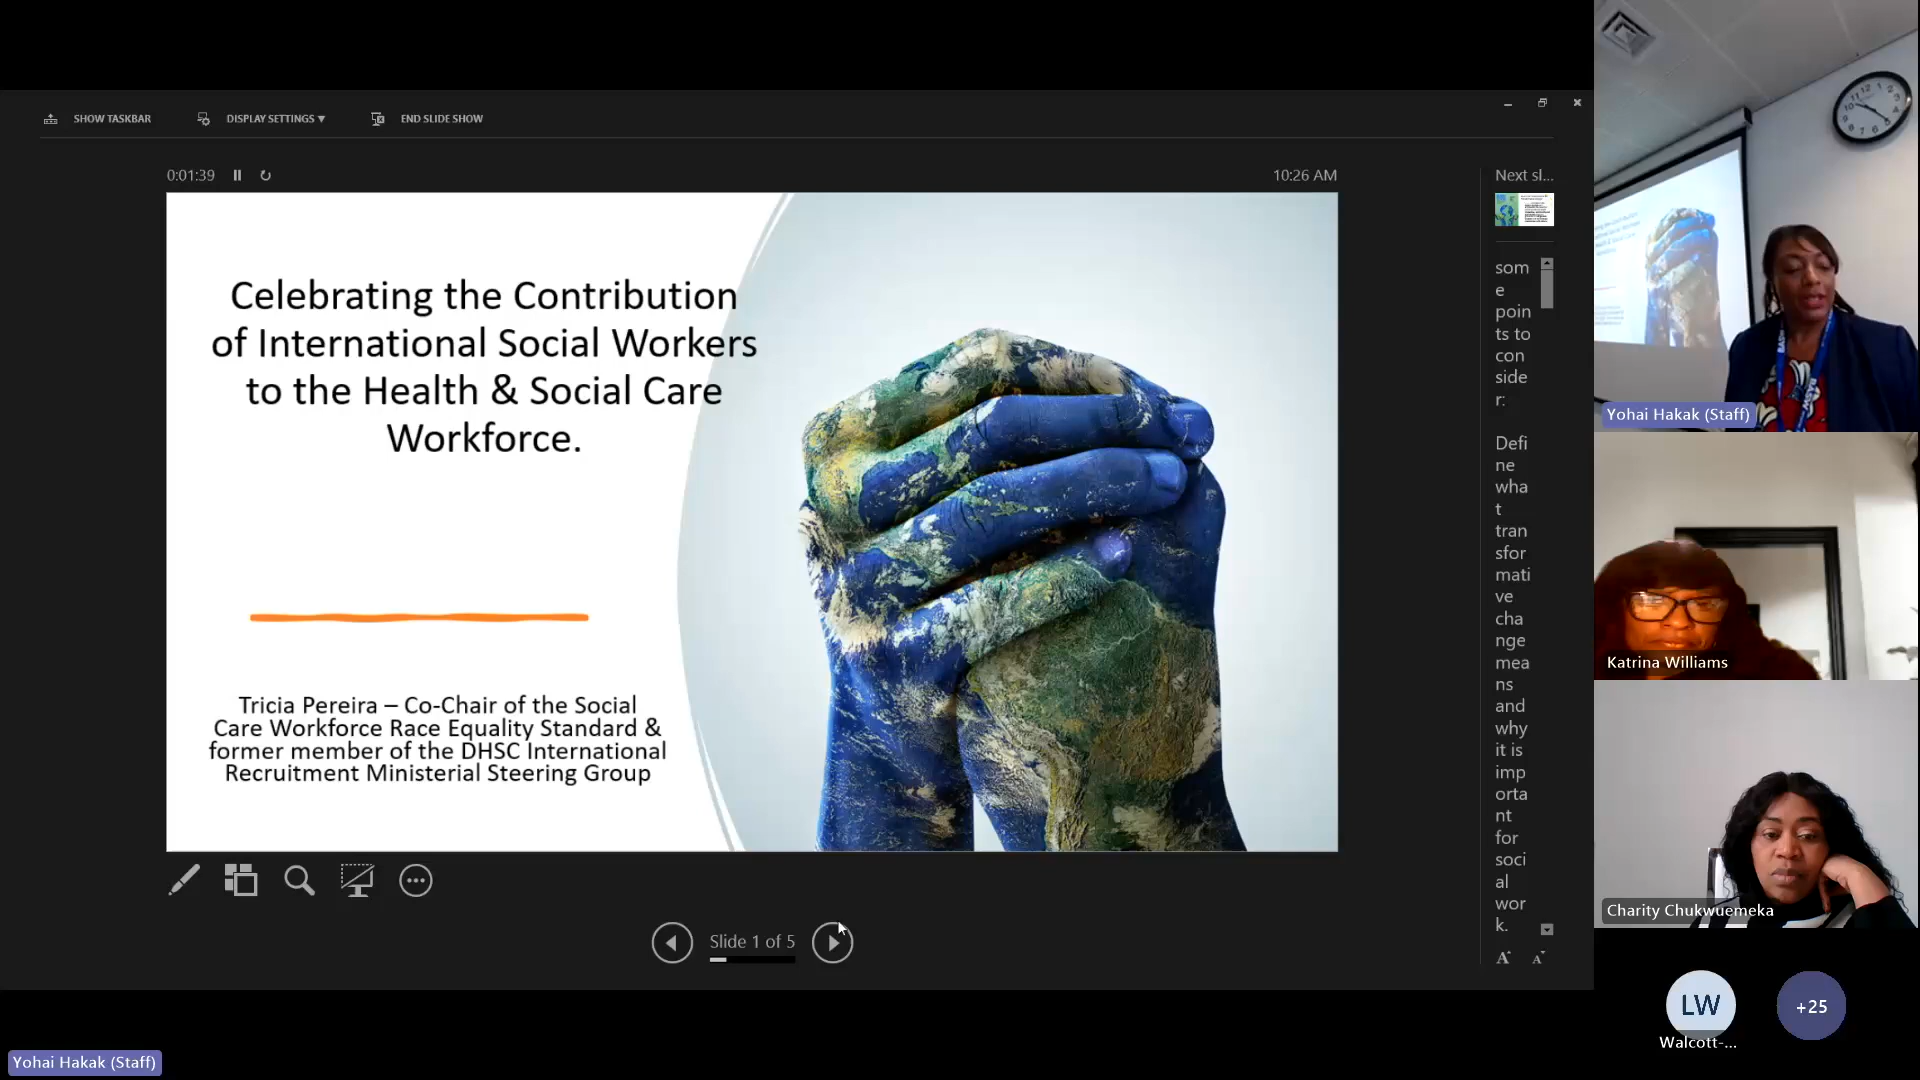 SHOW TASKBAR
DISPLAY SETTINGS ▾
END SLIDE SHOW
0:01:39
10:26 AM
Celebrating the Contribution
of International Social Workers
to the Health & Social Care
Workforce.
Tricia Pereira – Co-Chair of the Social
Care Workforce Race Equality Standard &
former member of the DHSC International
Recruitment Ministerial Steering Group
Slide 1 of 5
Next sl...
som
e
poin
ts to
con
side
r:
Defi
ne
wha
t
tran
sfor
mati
ve
cha
nge
mea
ns
and
why
it is
imp
orta
nt
for
soci
al
wor
k.
A A
Yohai Hakak (Staff)
Katrina Williams
Charity Chukwuemeka
LW
+25
Walcott-...
Yohai Hakak (Staff)